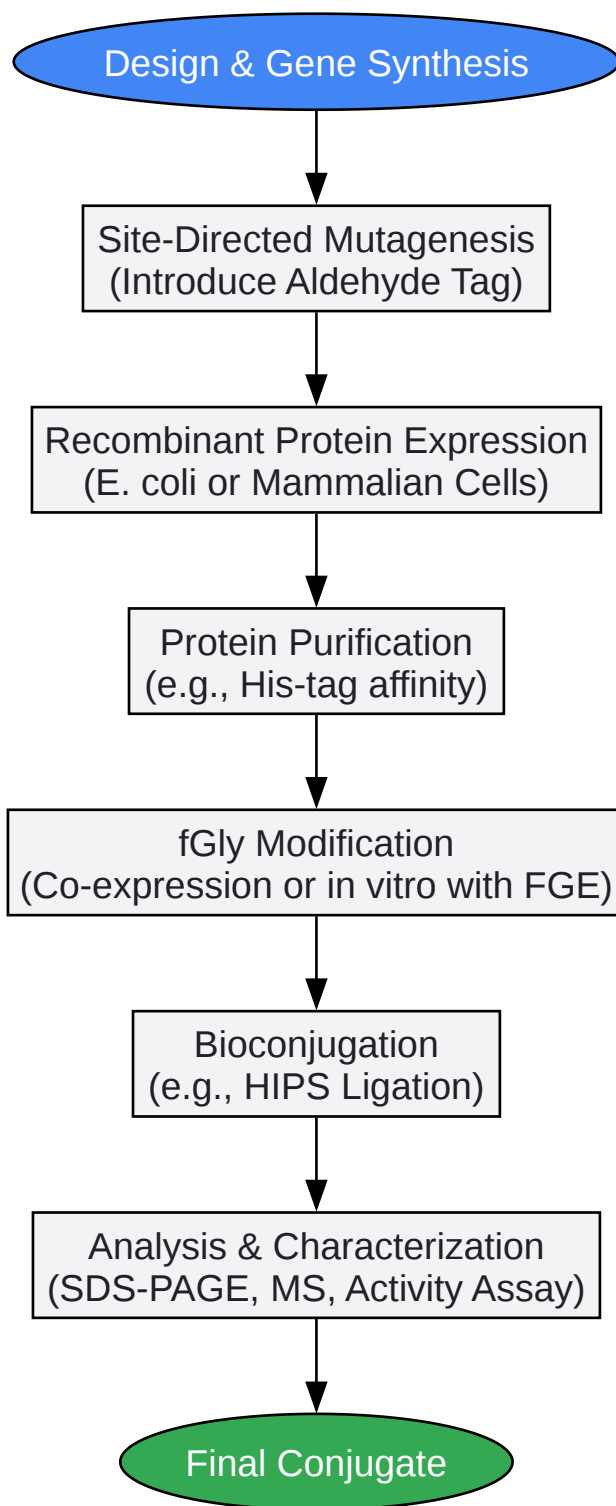 Design & Gene Synthesis
Site-Directed Mutagenesis
(Introduce Aldehyde Tag)
Recombinant Protein Expression
(E. coli or Mammalian Cells)
Protein Purification
(e.g., His-tag affinity)
fGly Modification
(Co-expression or in vitro with FGE)
Bioconjugation
(e.g., HIPS Ligation)
Analysis & Characterization
(SDS-PAGE, MS, Activity Assay)
Final Conjugate